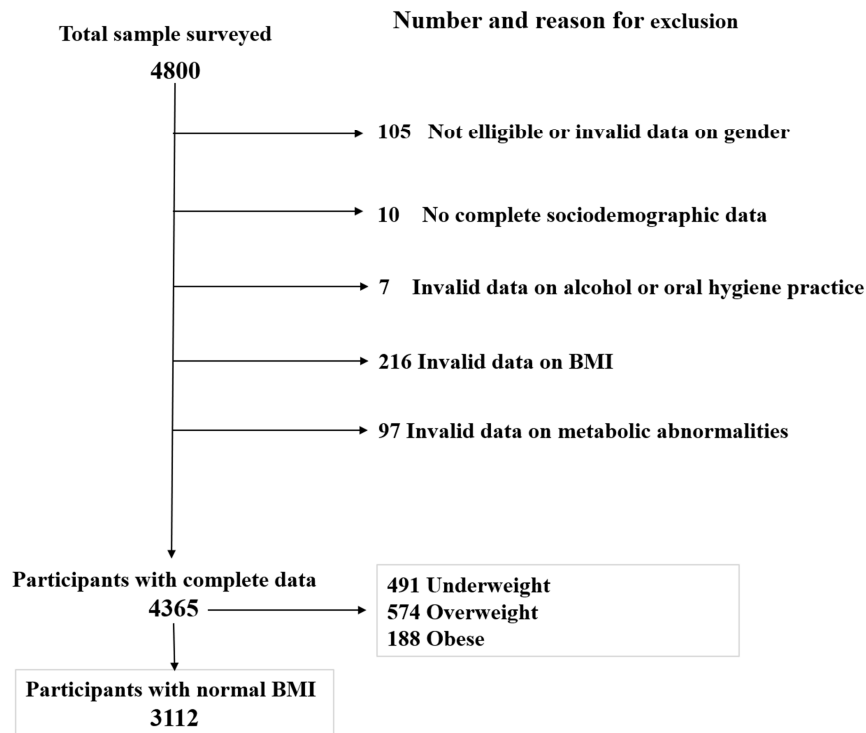 Total sample surveyed
4800
Number and reason for exclusion
105 Not elligible or invalid data on gender
10 No complete sociodemographic data
7 Invalid data on alcohol or oral hygiene practice
216 Invalid data on BMI
97 Invalid data on metabolic abnormalities
Participants with complete data
4365
491 Underweight
574 Overweight
188 Obese
Participants with normal BMI
3112